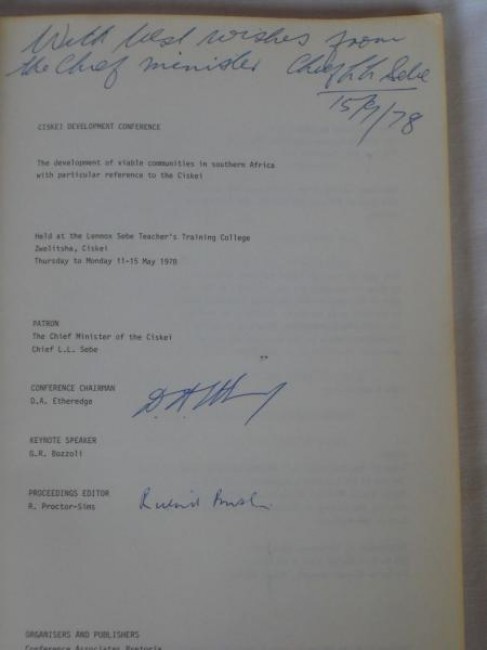 With best wishes from
the Chief minister Chief L L Sebe
15/9/78
CISKEI DEVELOPMENT CONFERENCE
The development of viable communities in southern Africa
with particular reference to the Ciskei
Held at the Lennox Sebe Teacher's Training College
Zwelitsha, Ciskei
Thursday to Monday 11-15 May 1978
PATRON
The Chief Minister of the Ciskei
Chief L.L. Sebe
CONFERENCE CHAIRMAN
D.A. Etheredge
KEYNOTE SPEAKER
G.R. Bozzoli
PROCEEDINGS EDITOR
R. Proctor-Sims
ORGANISERS AND PUBLISHERS
Conference Associates Pretoria